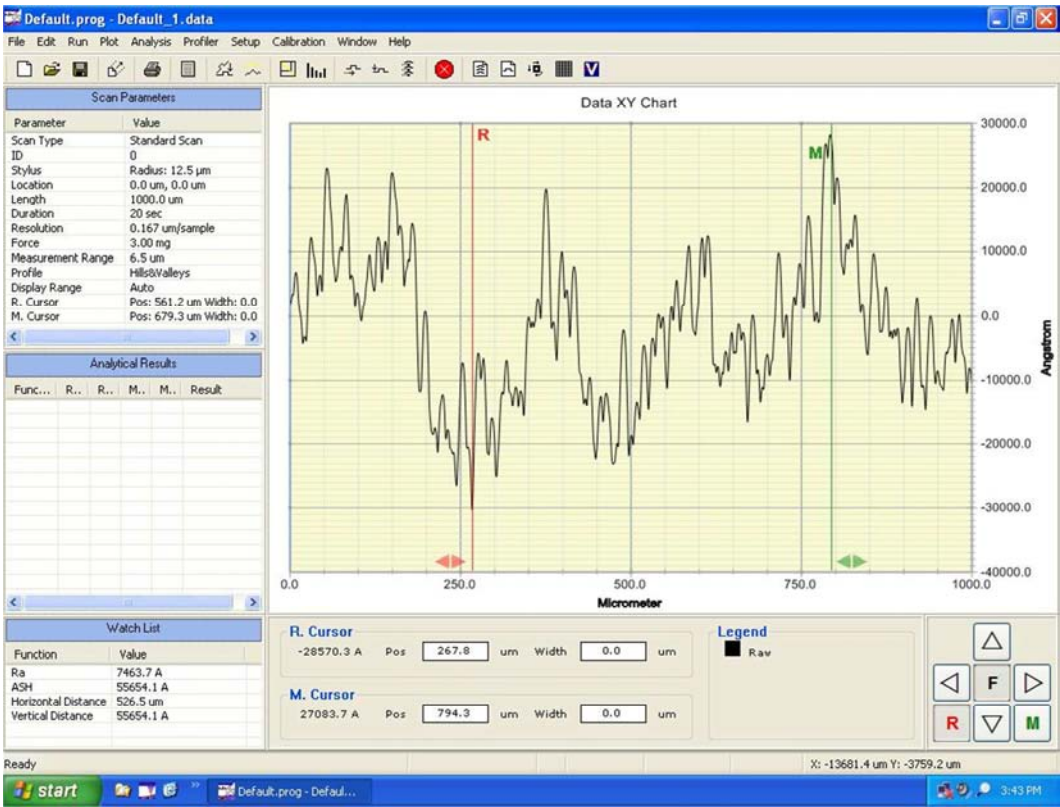 Default.prog - Default_1.data
File Edit Run Plot Analysis Profiler Setup Calibration Window Help
Scan Parameters
Parameter Value
Scan Type Standard Scan
ID 0
Stylus Radius: 12.5 µm
Location 0.0 um, 0.0 um
Length 1000.0 um
Duration 20 sec
Resolution 0.167 um/sample
Force 3.00 mg
Measurement Range 6.5 um
Profile Hills&Valleys
Display Range Auto
R. Cursor Pos: 561.2 um Width: 0.0
M. Cursor Pos: 679.3 um Width: 0.0
Analytical Results
Func... R.. R.. M.. M.. Result
Watch List
Function Value
Ra 7463.7 A
ASH 55654.1 A
Horizontal Distance 526.5 um
Vertical Distance 55654.1 A
Data XY Chart
R
M
30000.0
20000.0
10000.0
0.0
-10000.0
-20000.0
-30000.0
-40000.0
Angstrom
0.0 250.0 500.0 750.0 1000.0
Micrometer
R. Cursor
-28570.3 A Pos 267.8 um Width 0.0 um
M. Cursor
27083.7 A Pos 794.3 um Width 0.0 um
Legend
Raw
F
R
M
Ready
X: -13681.4 um Y: -3759.2 um
start
Default.prog - Defaul...
3:43 PM